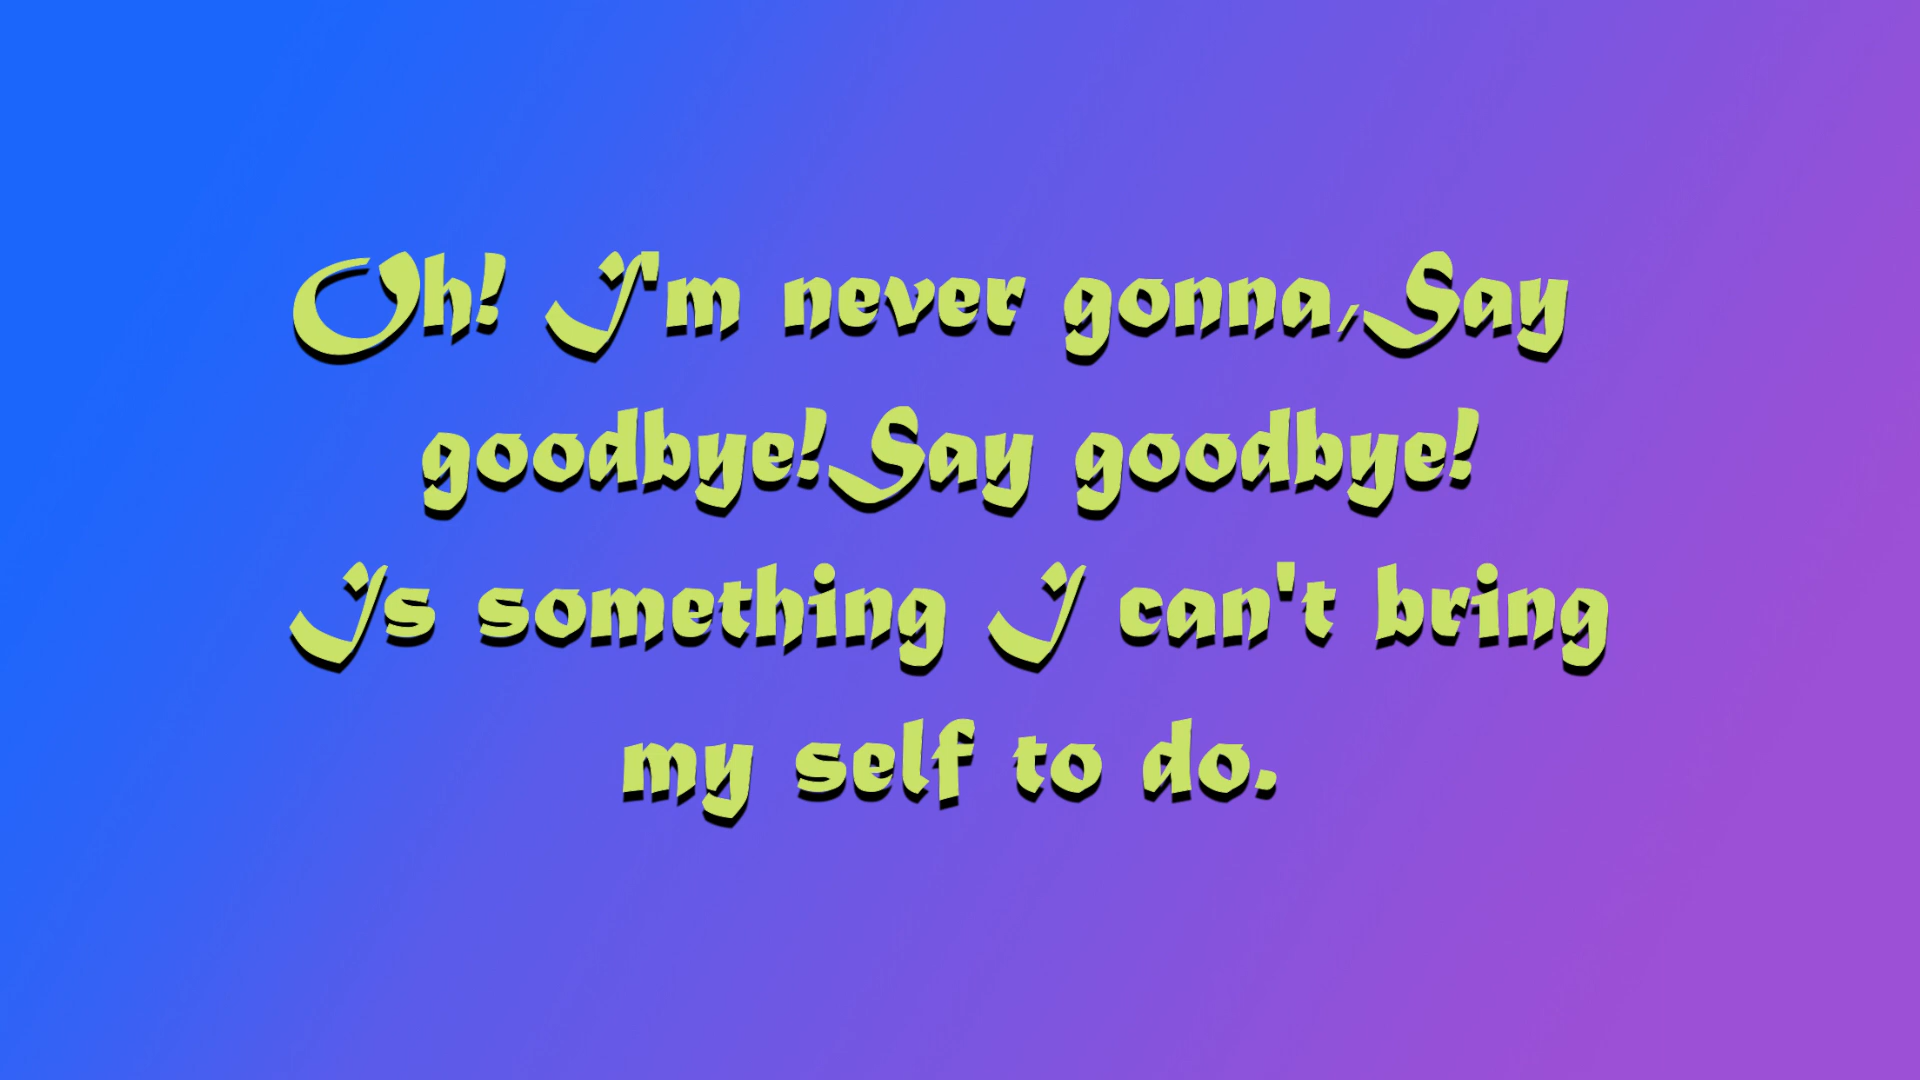 Oh! I'm never gonna,Say
goodbye!Say goodbye!
Is something I can't bring
my self to do.